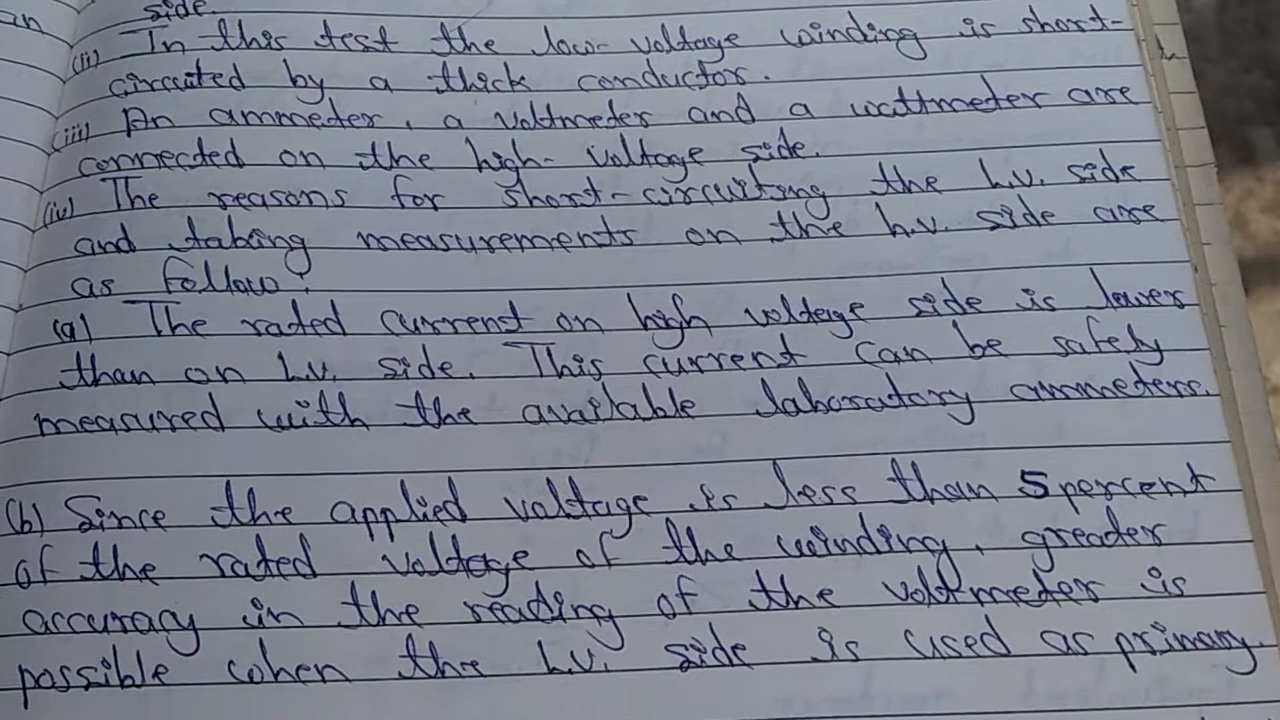 side.
(ii) In this test the low-voltage winding is short-
circuted by a thick conductor.
(iii) An ammeter, a voltmeter and a wattmeter are
connected on the high-voltage side.
(iv) The reasons for short-circuiting the L.V. side
and taking measurements on the h.v. side are
as follow:
(a) The rated current on high voltage side is lower
than on L.V. side. This current can be safely
measured with the available laboratory ammeters.
(b) Since the applied voltage is less than 5 percent
of the rated voltage of the winding, greater
accuracy in the reading of the voltmeter is
possible when the h.v. side is used as primary.